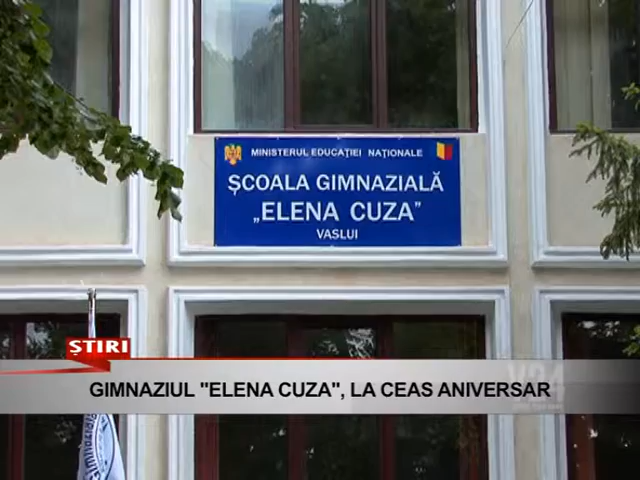 MINISTERUL EDUCAȚIEI NAȚIONALE
ȘCOALA GIMNAZIALĂ
„ELENA CUZA”
VASLUI
ȘTIRI
GIMNAZIUL "ELENA CUZA", LA CEAS ANIVERSAR